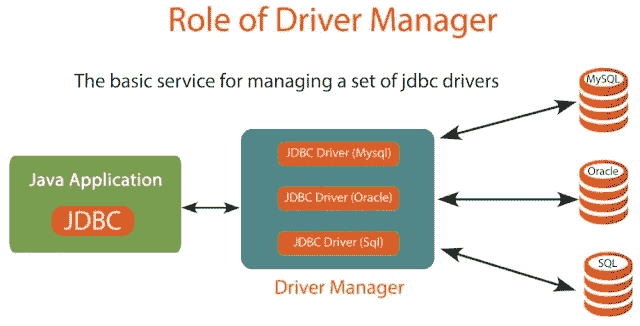 Role of Driver Manager
The basic service for managing a set of jdbc drivers
MySQL
JDBC Driver (Mysql)
Java Application
JDBC
JDBC Driver (Oracle)
Oracle
JDBC Driver (Sql)
SQL
Driver Manager